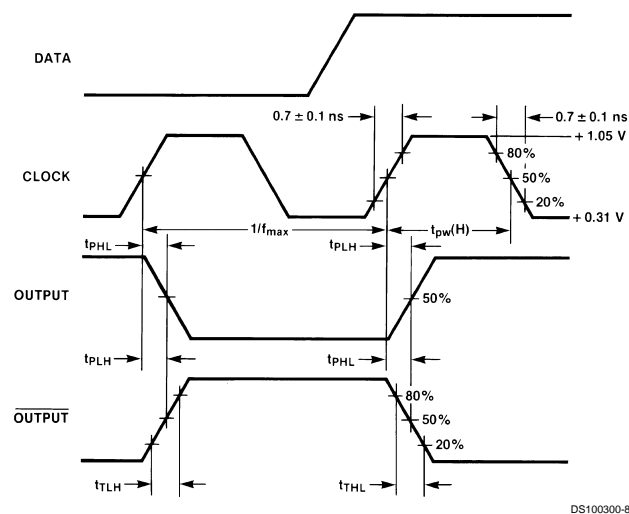 DATA
0.7 ± 0.1 ns
0.7 ± 0.1 ns
+ 1.05 V
80%
CLOCK
50%
20%
+ 0.31 V
tPHL
1/fmax
tPLH
tpw(H)
OUTPUT
50%
tPLH
tPHL
80%
OUTPUT
50%
20%
tTLH
tTHL
DS100300-8